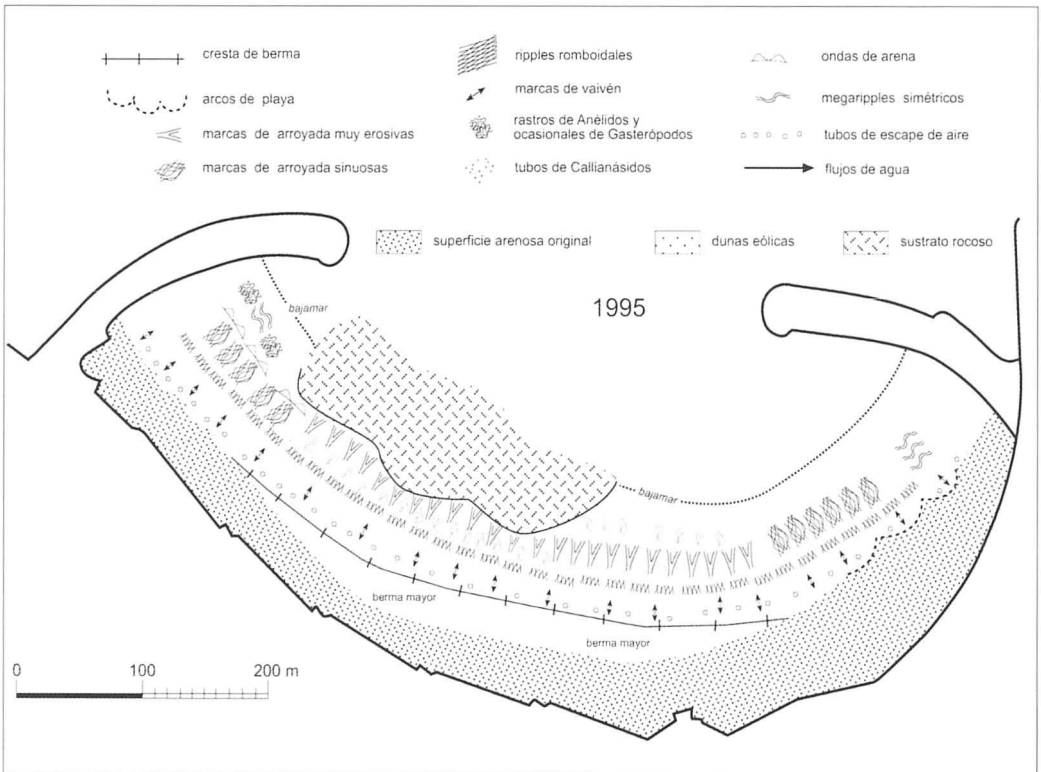 cresta de berma
arcos de playa
marcas de arroyada muy erosivas
marcas de arroyada sinuosas
ripples romboidales
marcas de vaivén
rastros de Anélidos y
ocasionales de Gasterópodos
tubos de Callianásidos
ondas de arena
megaripples simétricos
tubos de escape de aire
flujos de agua
superficie arenosa original
dunas eólicas
sustrato rocoso
1995
bajamar
bajamar
berma mayor
berma mayor
0 100 200 m